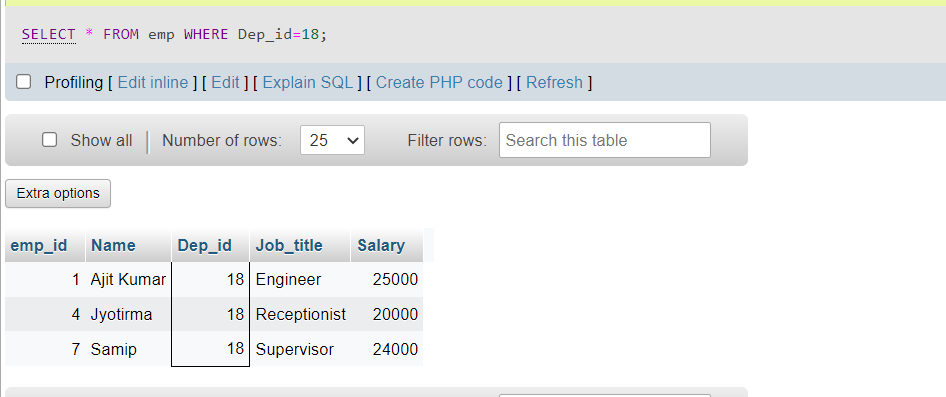 SELECT * FROM emp WHERE Dep_id=18;
Profiling [ Edit inline ] [ Edit ] [ Explain SQL ] [ Create PHP code ] [ Refresh ]
Show all Number of rows: 25 Filter rows: Search this table
Extra options
emp_id Name Dep_id Job_title Salary
1 Ajit Kumar 18 Engineer 25000
4 Jyotirma 18 Receptionist 20000
7 Samip 18 Supervisor 24000